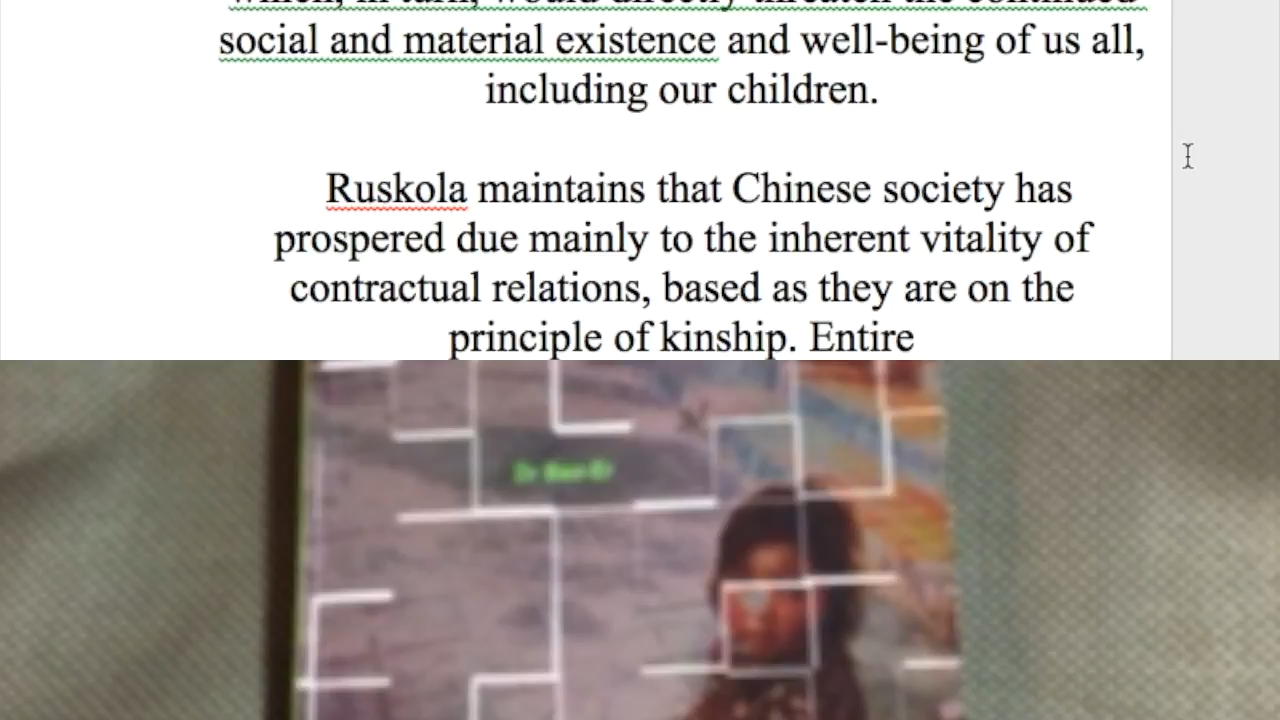 social and material existence and well-being of us all,
including our children.
Ruskola maintains that Chinese society has
prospered due mainly to the inherent vitality of
contractual relations, based as they are on the
principle of kinship. Entire